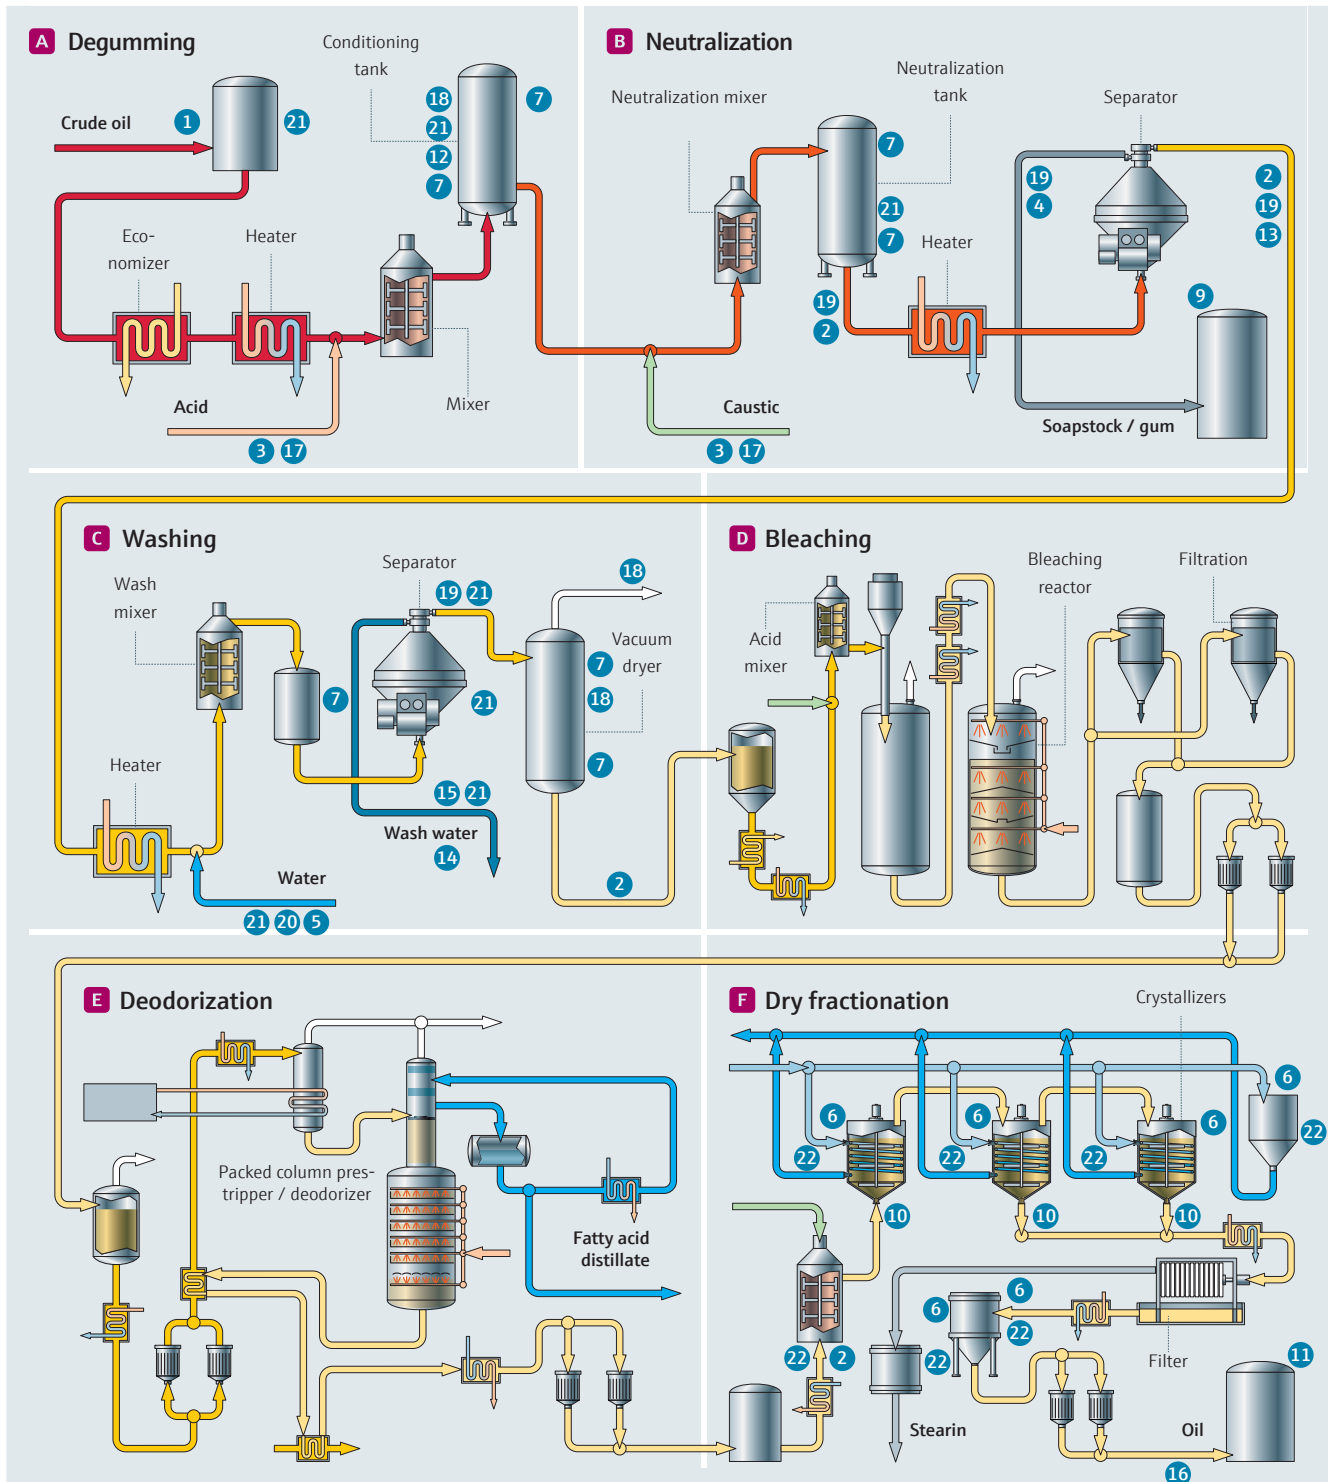 A Degumming
Conditioning
tank
Crude oil
1
21
18
21
12
7
7
Eco-
nomizer
Heater
Mixer
Acid
3 17
B Neutralization
Neutralization mixer
Neutralization
tank
Separator
7
21
7
19
2
Heater
19
4
2
19
13
9
Caustic
3 17
Soapstock / gum
C Washing
Wash
mixer
Separator
19 21
18
Vacuum
dryer
7
7
18
7
21
Heater
15 21
Wash water
14
Water
21 20 5
2
D Bleaching
Acid
mixer
Bleaching
reactor
Filtration
E Deodorization
Packed column pres-
tripper / deodorizer
Fatty acid
distillate
F Dry fractionation
Crystallizers
6
22
6
22
6
22
6
22
10
10
10
22 2
22
6
6
22
Filter
Stearin
Oil
11
16